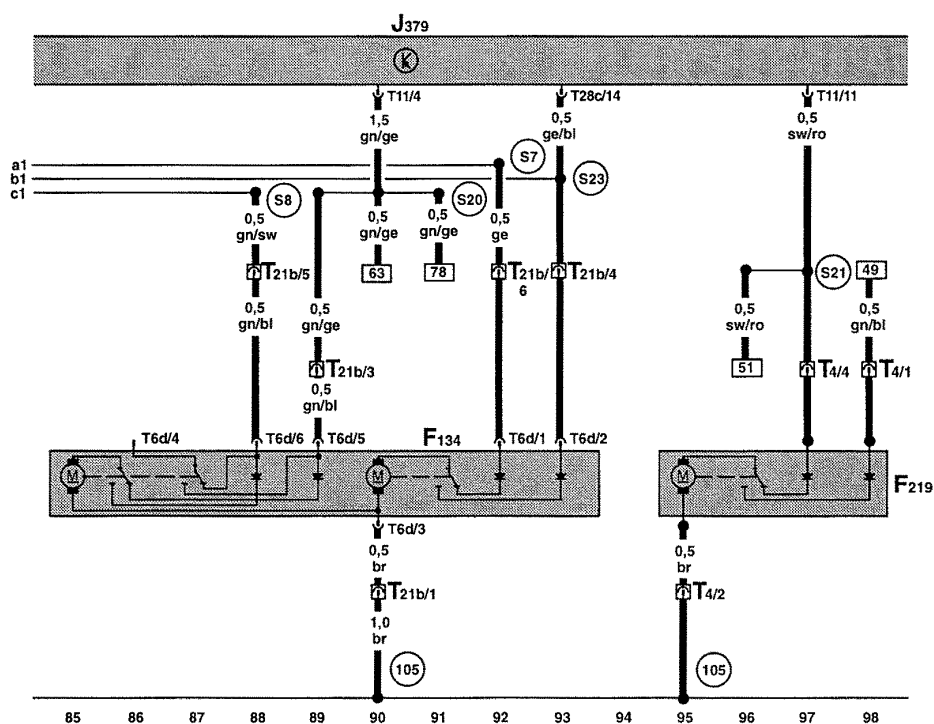 J379
K
T11/4 T28c/14 T11/11
1,5 0,5 0,5
gn/ge ge/bl sw/ro
a1 S7
b1 S23
c1 S8 S20
0,5 0,5 0,5 0,5
gn/sw gn/ge gn/ge ge
T21b/5 63 78 T21b/6 T21b/4 S21 49
0,5 0,5 0,5 0,5
gn/bl gn/ge sw/ro gn/bl
T21b/3 51 T4/4 T4/1
0,5
gn/bl
T6d/4 T6d/6 T6d/5 F134 T6d/1 T6d/2
M M M F219
T6d/3
0,5 0,5
br br
T21b/1 T4/2
1,0
br
105 105
85 86 87 88 89 90 91 92 93 94 95 96 97 98